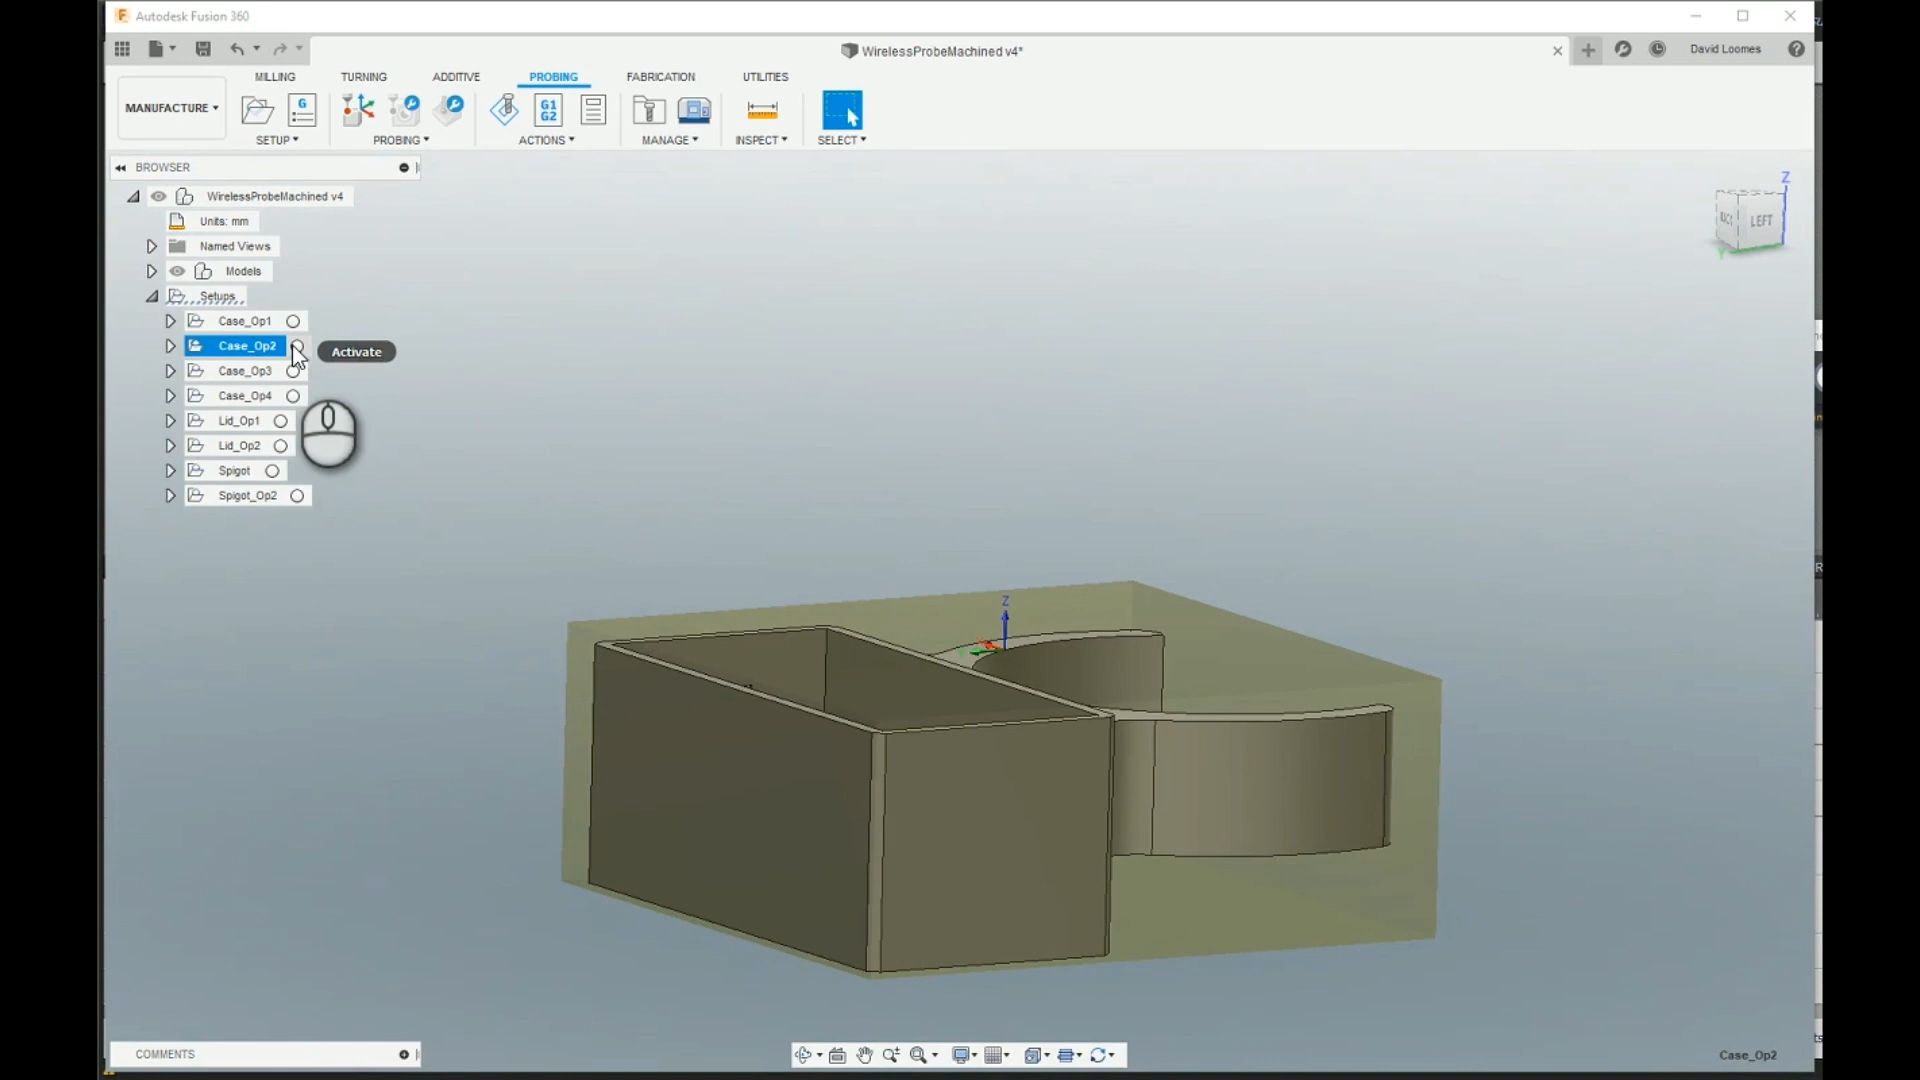 Autodesk Fusion 360
WirelessProbeMachined v4*
David Loomes
MILLING TURNING ADDITIVE PROBING FABRICATION UTILITIES
MANUFACTURE
G
G1
G2
SETUP PROBING ACTIONS MANAGE INSPECT SELECT
BROWSER
WirelessProbeMachined v4
Units: mm
Named Views
Models
Setups
Case_Op1
Case_Op2
Activate
Case_Op3
Case_Op4
Lid_Op1
Lid_Op2
Spigot
Spigot_Op2
Z
LEFT
Y
Z
COMMENTS
Case_Op2